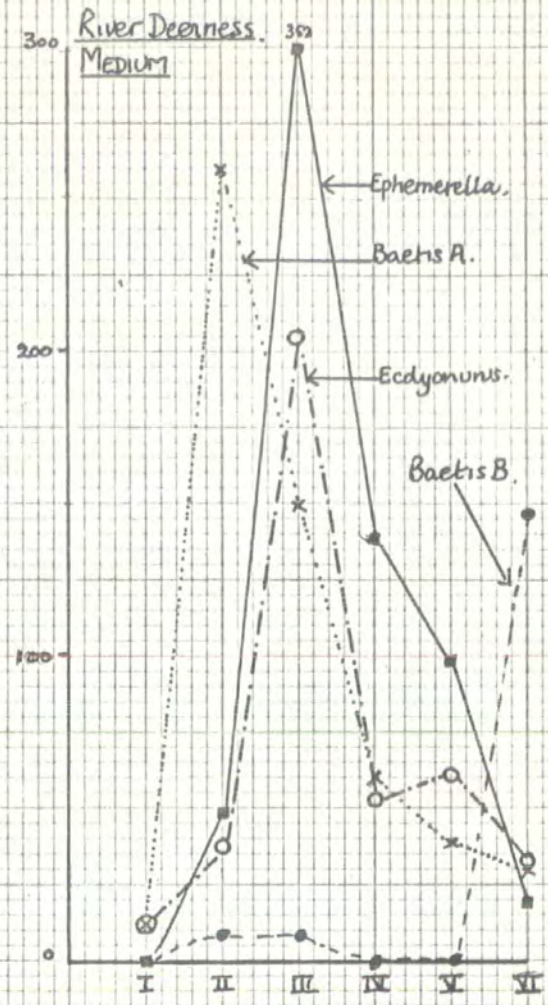 River Deerness.
MEDIUM
300
352
Ephemerella.
Baetis A.
200
Ecdyonurus.
Baetis B.
100
0
I II III IV V VI